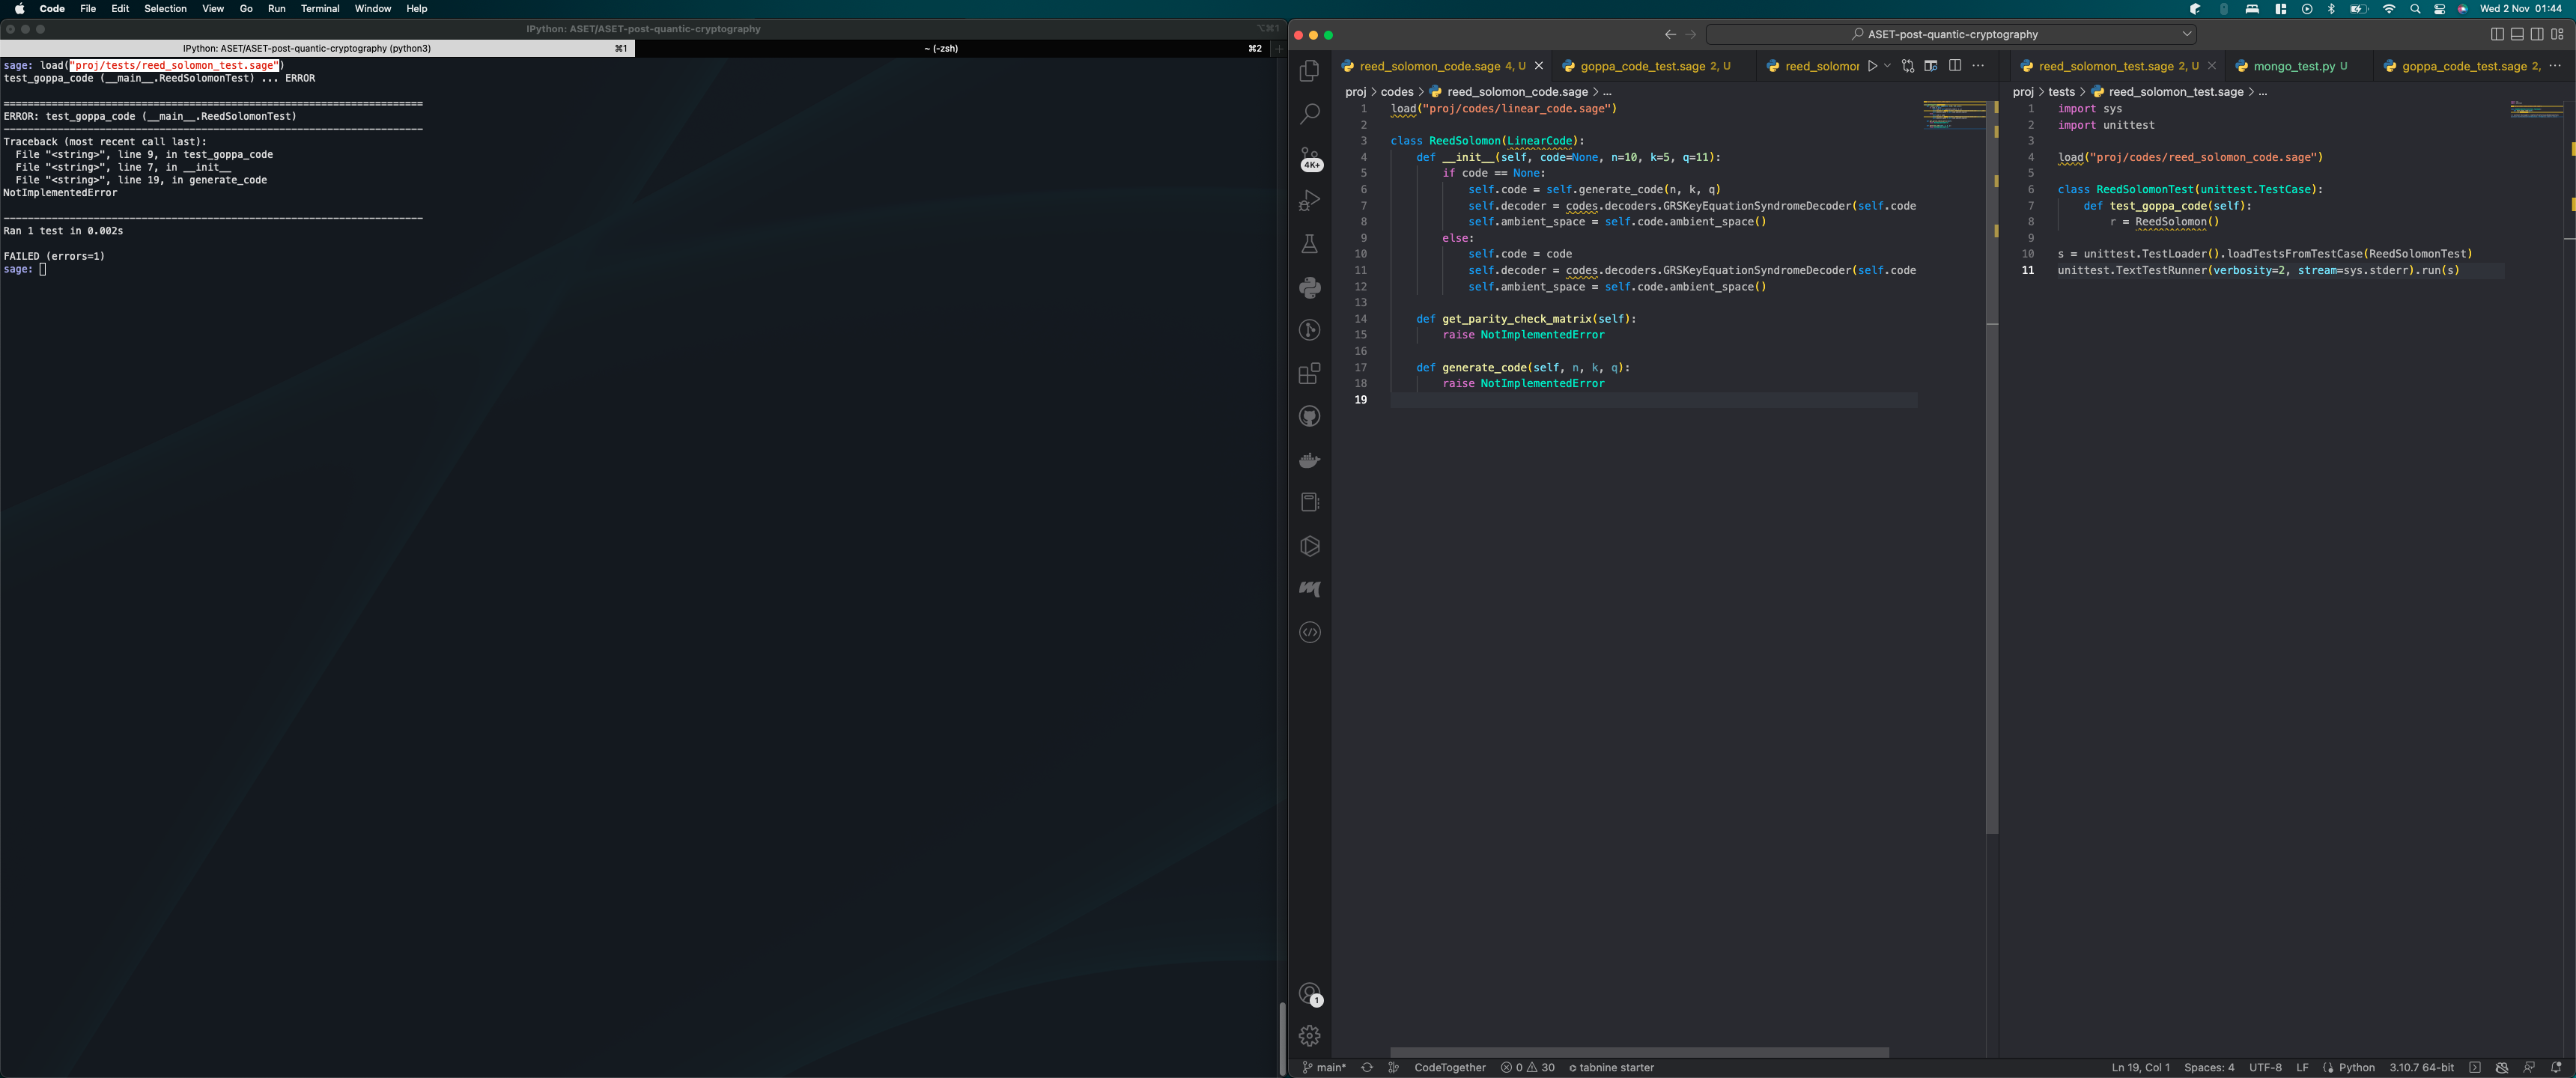 Code File Edit Selection View Go Run Terminal Window Help
Wed 2 Nov 01:44
IPython: ASET/ASET-post-quantic-cryptography
⌥⌘1
IPython: ASET/ASET-post-quantic-cryptography (python3) ⌘1
~ (-zsh) ⌘2
sage: load("proj/tests/reed_solomon_test.sage")
test_goppa_code (__main__.ReedSolomonTest) ... ERROR
======================================================================
ERROR: test_goppa_code (__main__.ReedSolomonTest)
----------------------------------------------------------------------
Traceback (most recent call last):
  File "<string>", line 9, in test_goppa_code
  File "<string>", line 7, in __init__
  File "<string>", line 19, in generate_code
NotImplementedError
----------------------------------------------------------------------
Ran 1 test in 0.002s
FAILED (errors=1)
sage:
ASET-post-quantic-cryptography
reed_solomon_code.sage 4, U
goppa_code_test.sage 2, U
reed_solomor
proj > codes > reed_solomon_code.sage > ...
1 load("proj/codes/linear_code.sage")
2
3 class ReedSolomon(LinearCode):
4     def __init__(self, code=None, n=10, k=5, q=11):
5         if code == None:
6             self.code = self.generate_code(n, k, q)
7             self.decoder = codes.decoders.GRSKeyEquationSyndromeDecoder(self.code
8             self.ambient_space = self.code.ambient_space()
9         else:
10             self.code = code
11             self.decoder = codes.decoders.GRSKeyEquationSyndromeDecoder(self.code
12             self.ambient_space = self.code.ambient_space()
13
14     def get_parity_check_matrix(self):
15         raise NotImplementedError
16
17     def generate_code(self, n, k, q):
18         raise NotImplementedError
19
reed_solomon_test.sage 2, U
mongo_test.py U
goppa_code_test.sage 2,
proj > tests > reed_solomon_test.sage > ...
1 import sys
2 import unittest
3
4 load("proj/codes/reed_solomon_code.sage")
5
6 class ReedSolomonTest(unittest.TestCase):
7     def test_goppa_code(self):
8         r = ReedSolomon()
9
10 s = unittest.TestLoader().loadTestsFromTestCase(ReedSolomonTest)
11 unittest.TextTestRunner(verbosity=2, stream=sys.stderr).run(s)
4K+
1
main* CodeTogether 0 30 tabnine starter
Ln 19, Col 1 Spaces: 4 UTF-8 LF Python 3.10.7 64-bit